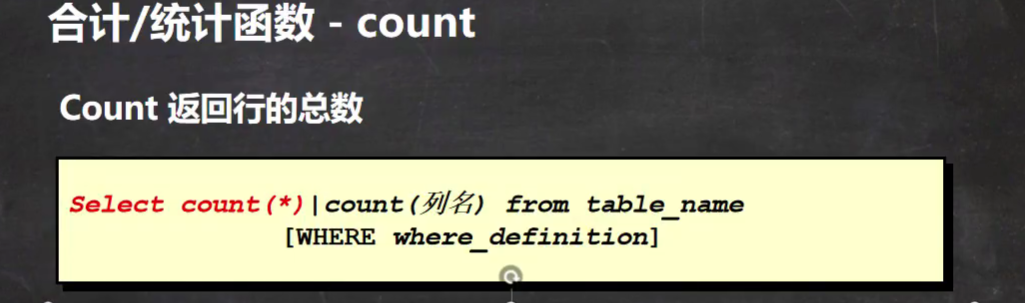 合计/统计函数 - count
Count 返回行的总数
Select count(*)|count(列名) from table_name
[WHERE where_definition]